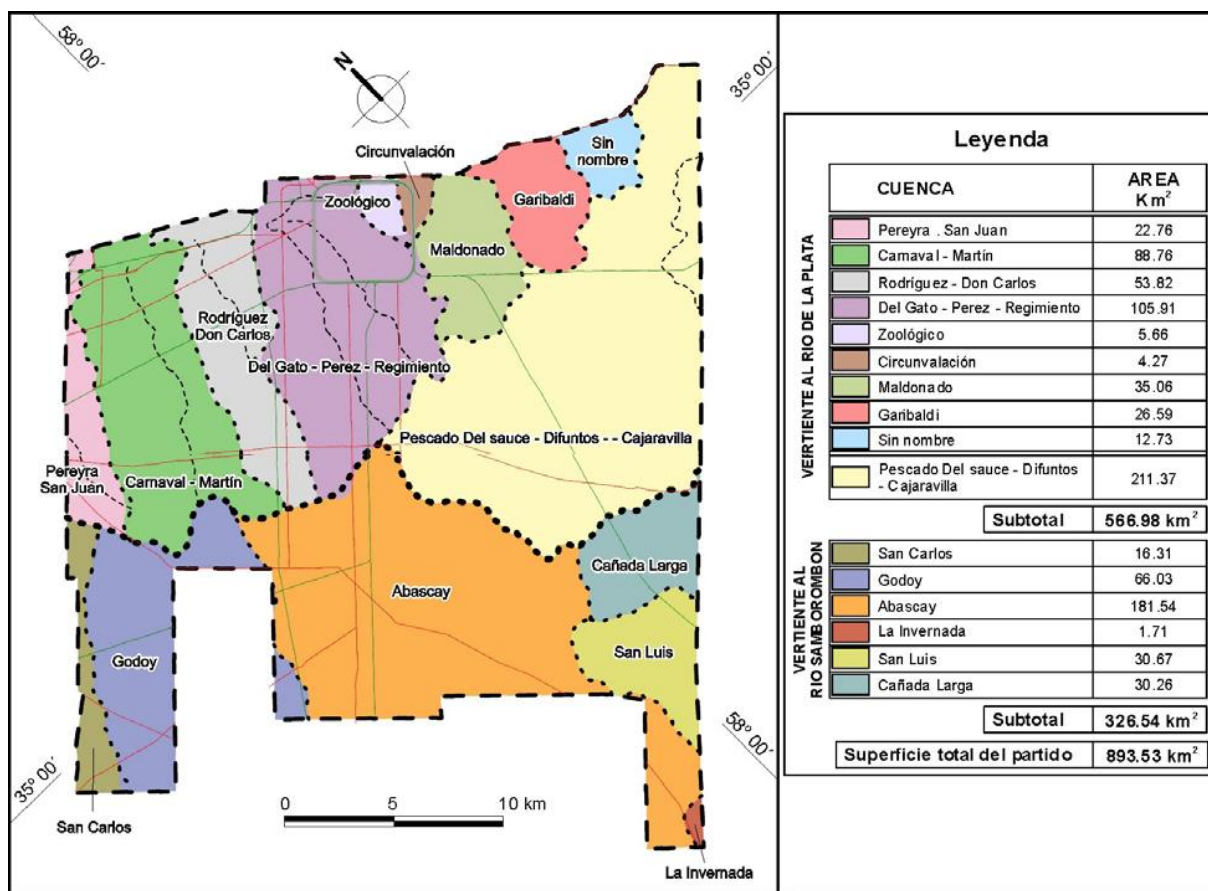 58º 00´
35º 00´
N
Circunvalación
Sin
nombre
Zoológico
Garibaldi
Maldonado
Rodríguez
Don Carlos
Del Gato - Perez - Regimiento
Pescado Del sauce - Difuntos - - Cajaravilla
Pereyra
San Juan
Carnaval - Martín
Cañada Larga
Abascay
San Luis
Godoy
58º 00´
35º 00´
0 5 10 km
San Carlos
La Invernada
Leyenda
CUENCA AREA
Km²
VEIRTIENTE AL RIO DE LA PLATA
Pereyra . San Juan 22.76
Carnaval - Martín 88.76
Rodríguez - Don Carlos 53.82
Del Gato - Perez - Regimiento 105.91
Zoológico 5.66
Circunvalación 4.27
Maldonado 35.06
Garibaldi 26.59
Sin nombre 12.73
Pescado Del sauce - Difuntos
- Cajaravilla 211.37
Subtotal 566.98 km²
VERTIENTE AL
RIO SAMBOROMBON
San Carlos 16.31
Godoy 66.03
Abascay 181.54
La Invernada 1.71
San Luis 30.67
Cañada Larga 30.26
Subtotal 326.54 km²
Superficie total del partido 893.53 km²